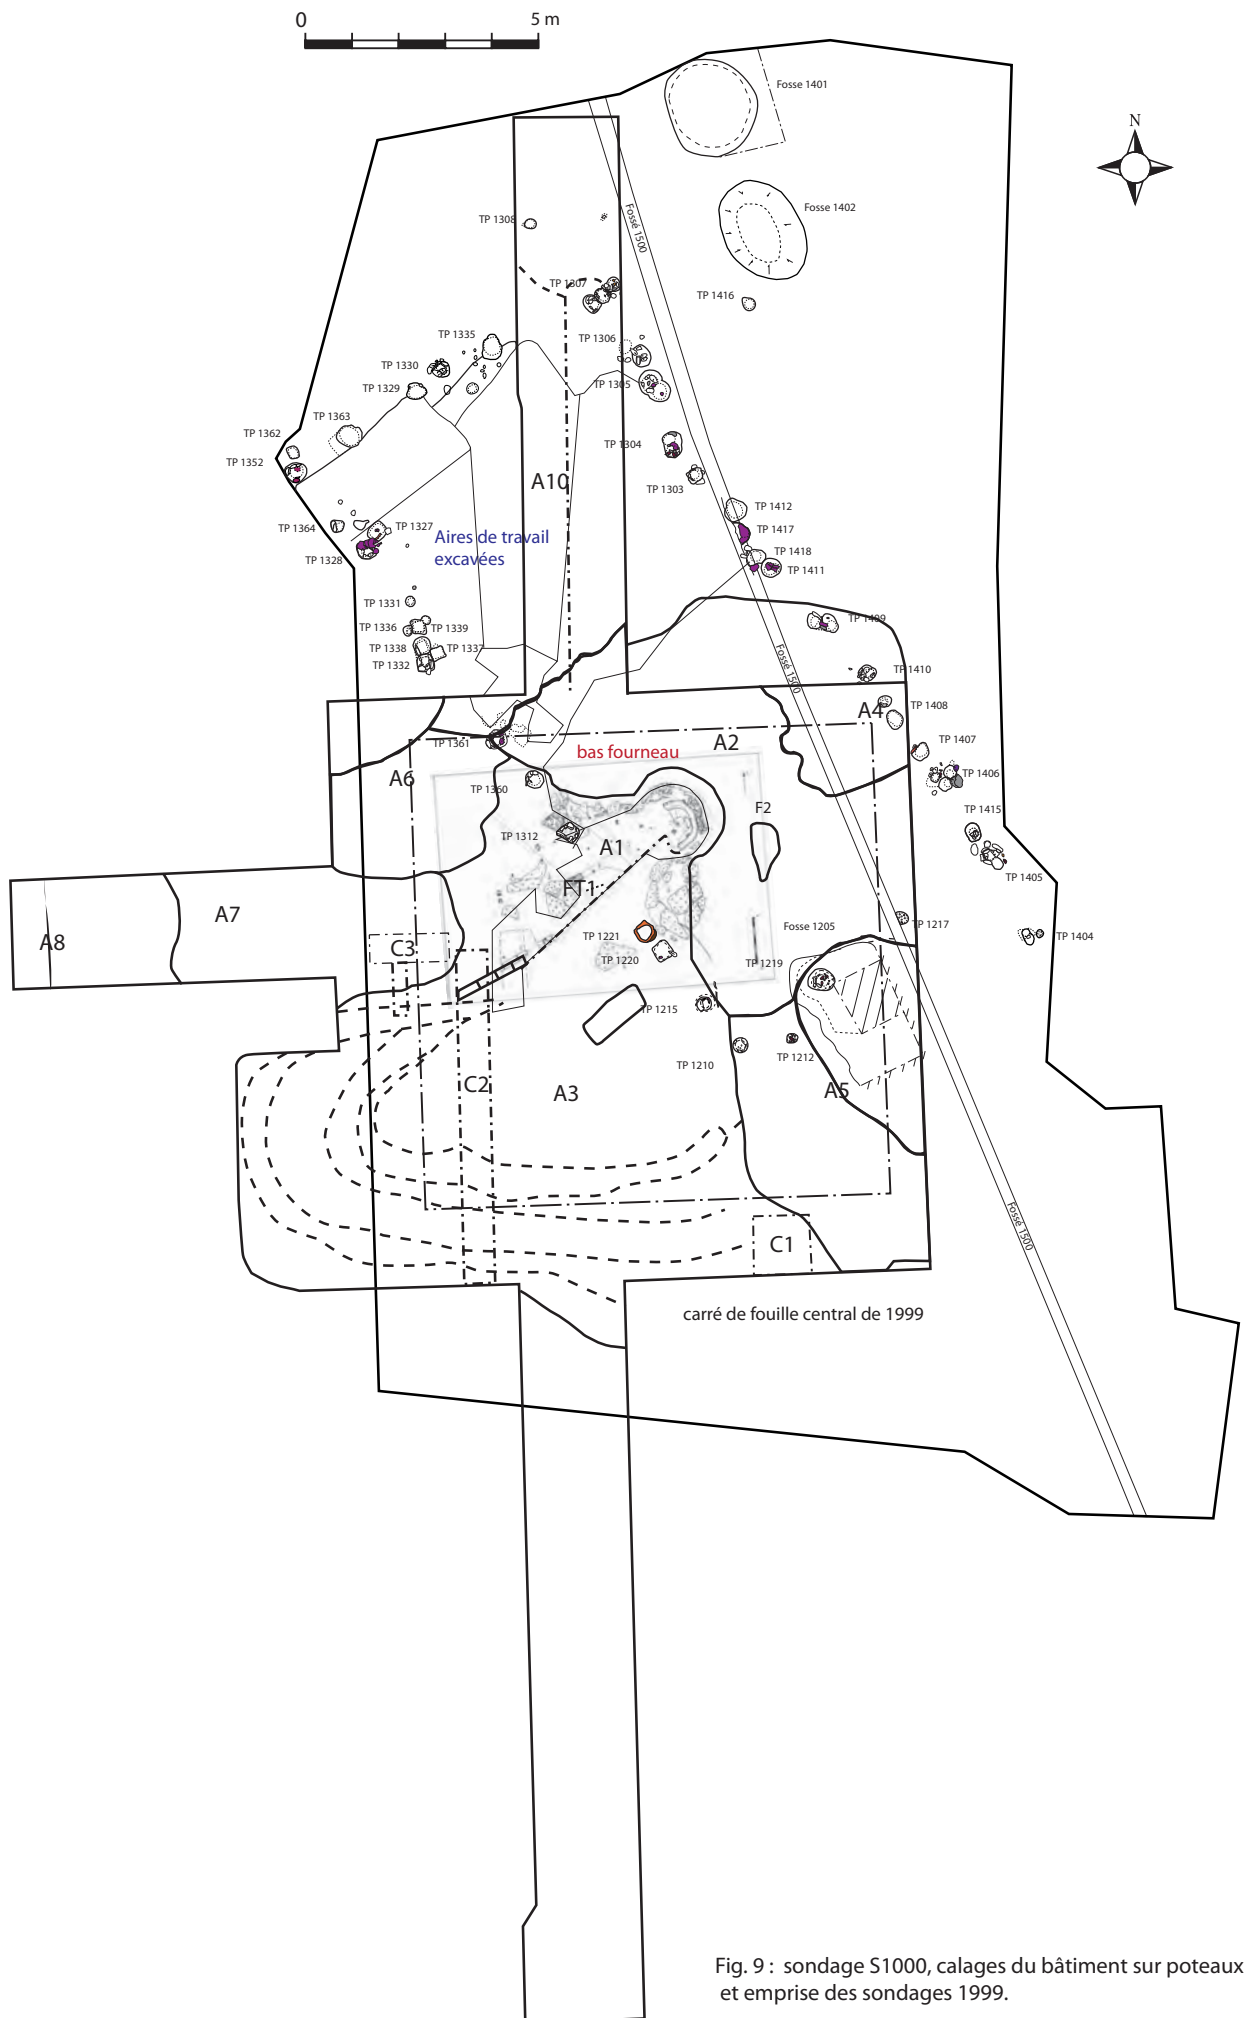 0 5 m
Fosse 1401
N
Fosse 1402
Fossé 1500
TP 1308
TP 1307
TP 1416
TP 1335
TP 1306
TP 1330
TP 1305
TP 1329
TP 1363
TP 1362
TP 1304
TP 1352
A10
TP 1303
TP 1412
TP 1364
TP 1327
TP 1417
Aires de travail
excavées
TP 1328
TP 1418
TP 1411
TP 1331
TP 1336
TP 1339
TP 1409
TP 1338
TP 1337
TP 1332
Fossé 1500
TP 1410
A4
TP 1408
TP 1361
A2
bas fourneau
TP 1407
A6
TP 1360
TP 1406
F2
TP 1415
TP 1312
A1
TP 1405
FT1
A7
A8
C3
TP 1221
Fosse 1205
TP 1217
TP 1404
TP 1220
TP 1219
TP 1215
TP 1210
TP 1212
C2
A3
A5
Fossé 1500
C1
carré de fouille central de 1999
Fig. 9 : sondage S1000, calages du bâtiment sur poteaux
et emprise des sondages 1999.